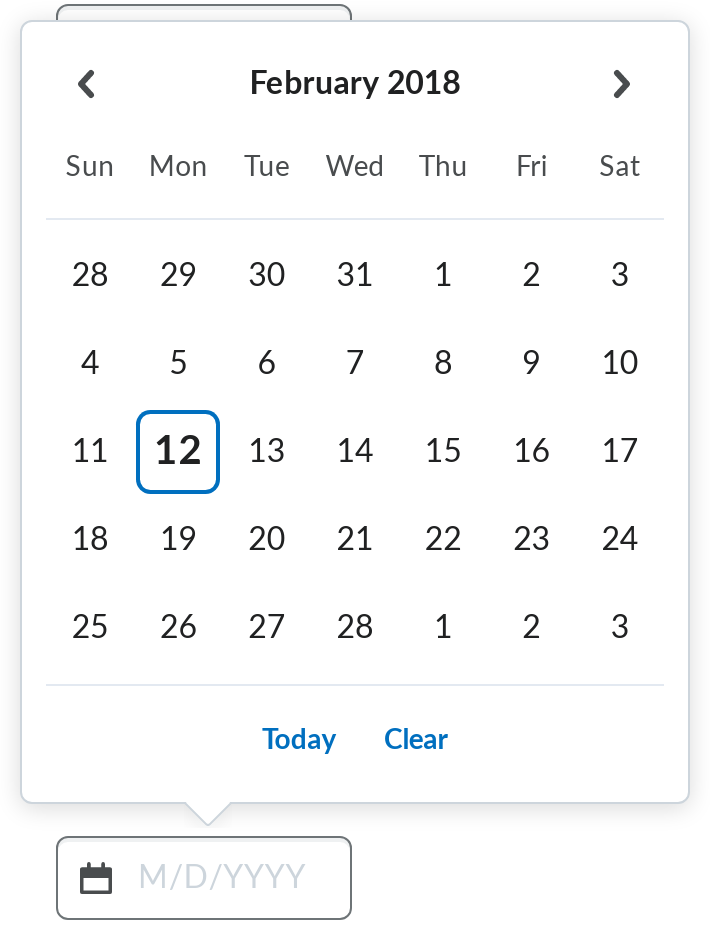 February 2018
Sun Mon Tue Wed Thu Fri Sat
28 29 30 31 1 2 3
4 5 6 7 8 9 10
11 12 13 14 15 16 17
18 19 20 21 22 23 24
25 26 27 28 1 2 3
Today Clear
M/D/YYYY